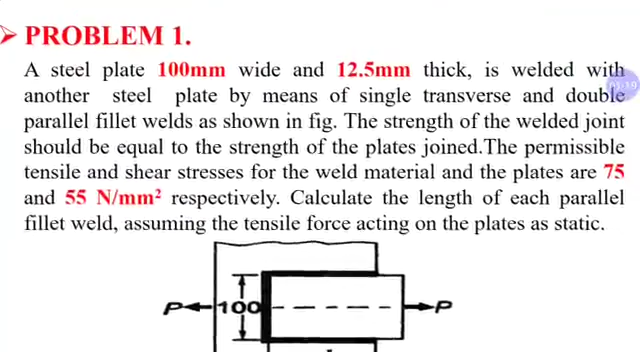 ➢ PROBLEM 1.
A steel plate 100mm wide and 12.5mm thick, is welded with
another steel plate by means of single transverse and double
parallel fillet welds as shown in fig. The strength of the welded joint
should be equal to the strength of the plates joined.The permissible
tensile and shear stresses for the weld material and the plates are 75
and 55 N/mm² respectively. Calculate the length of each parallel
fillet weld, assuming the tensile force acting on the plates as static.
P 100 P